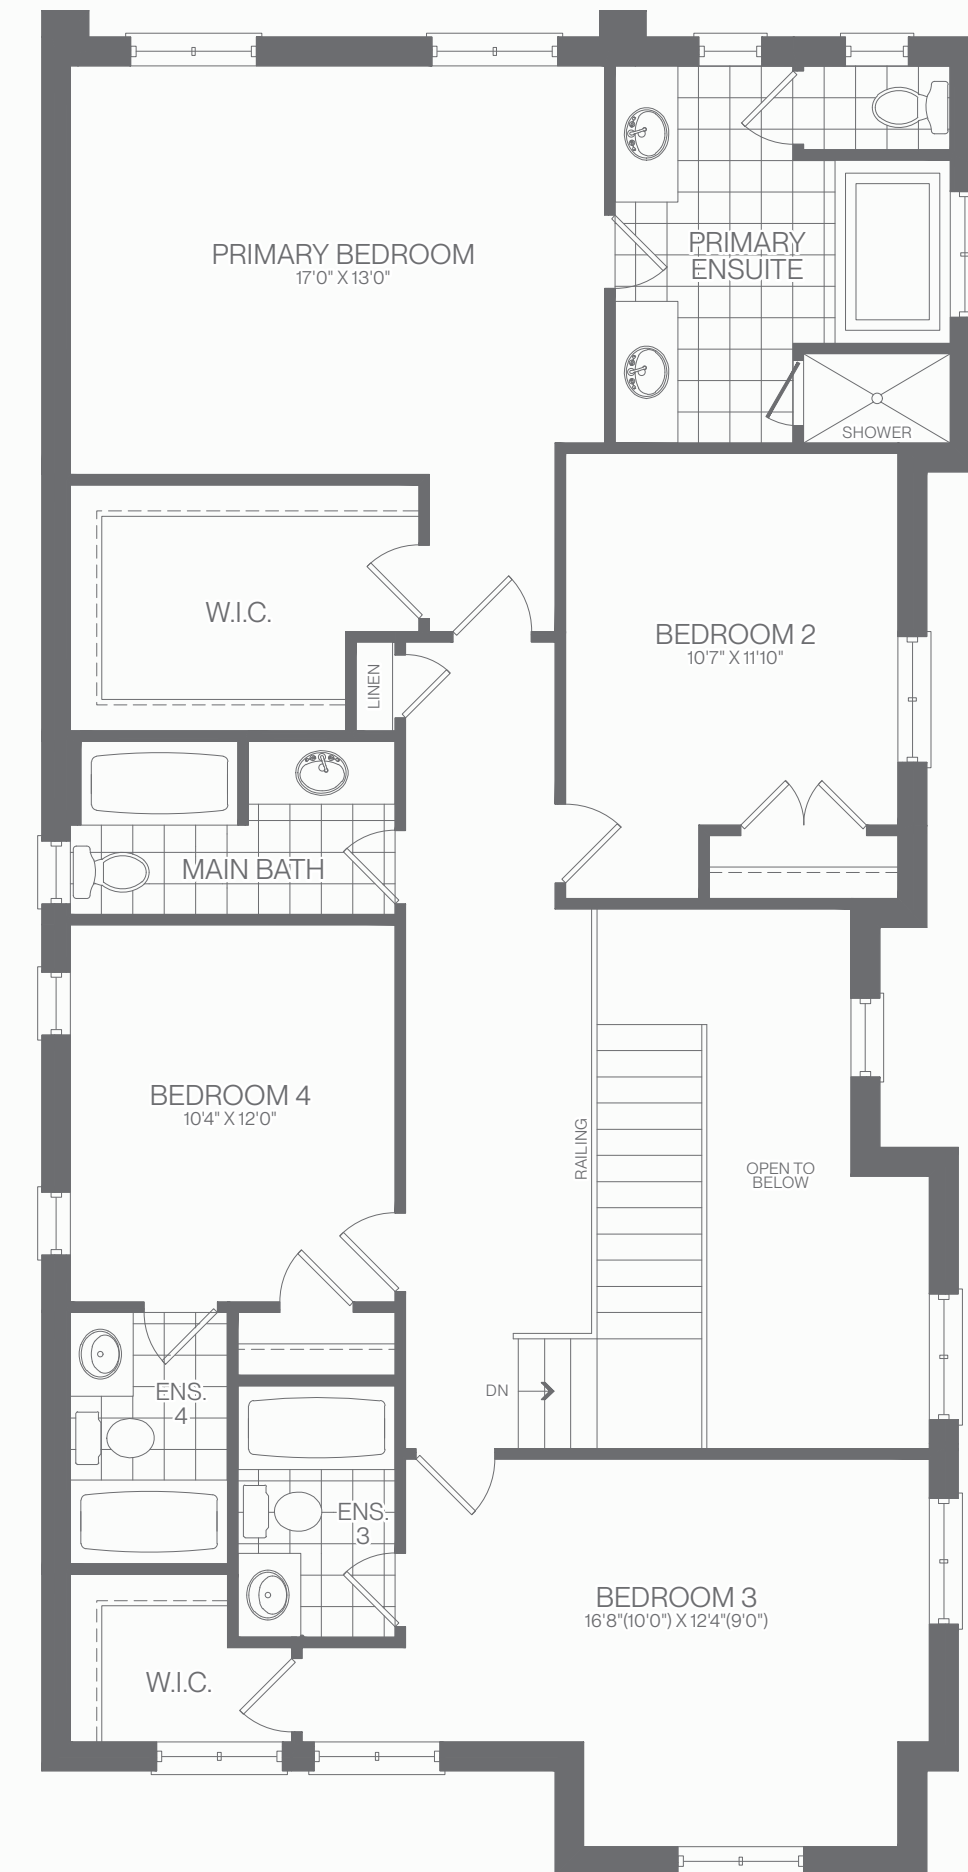 PRIMARY BEDROOM
17'0" X 13'0"
PRIMARY
ENSUITE
SHOWER
W.I.C.
LINEN
BEDROOM 2
10'7" X 11'10"
MAIN BATH
BEDROOM 4
10'4" X 12'0"
RAILING
OPEN TO
BELOW
DN
ENS.
4
ENS.
3
BEDROOM 3
16'8"(10'0") X 12'4"(9'0")
W.I.C.